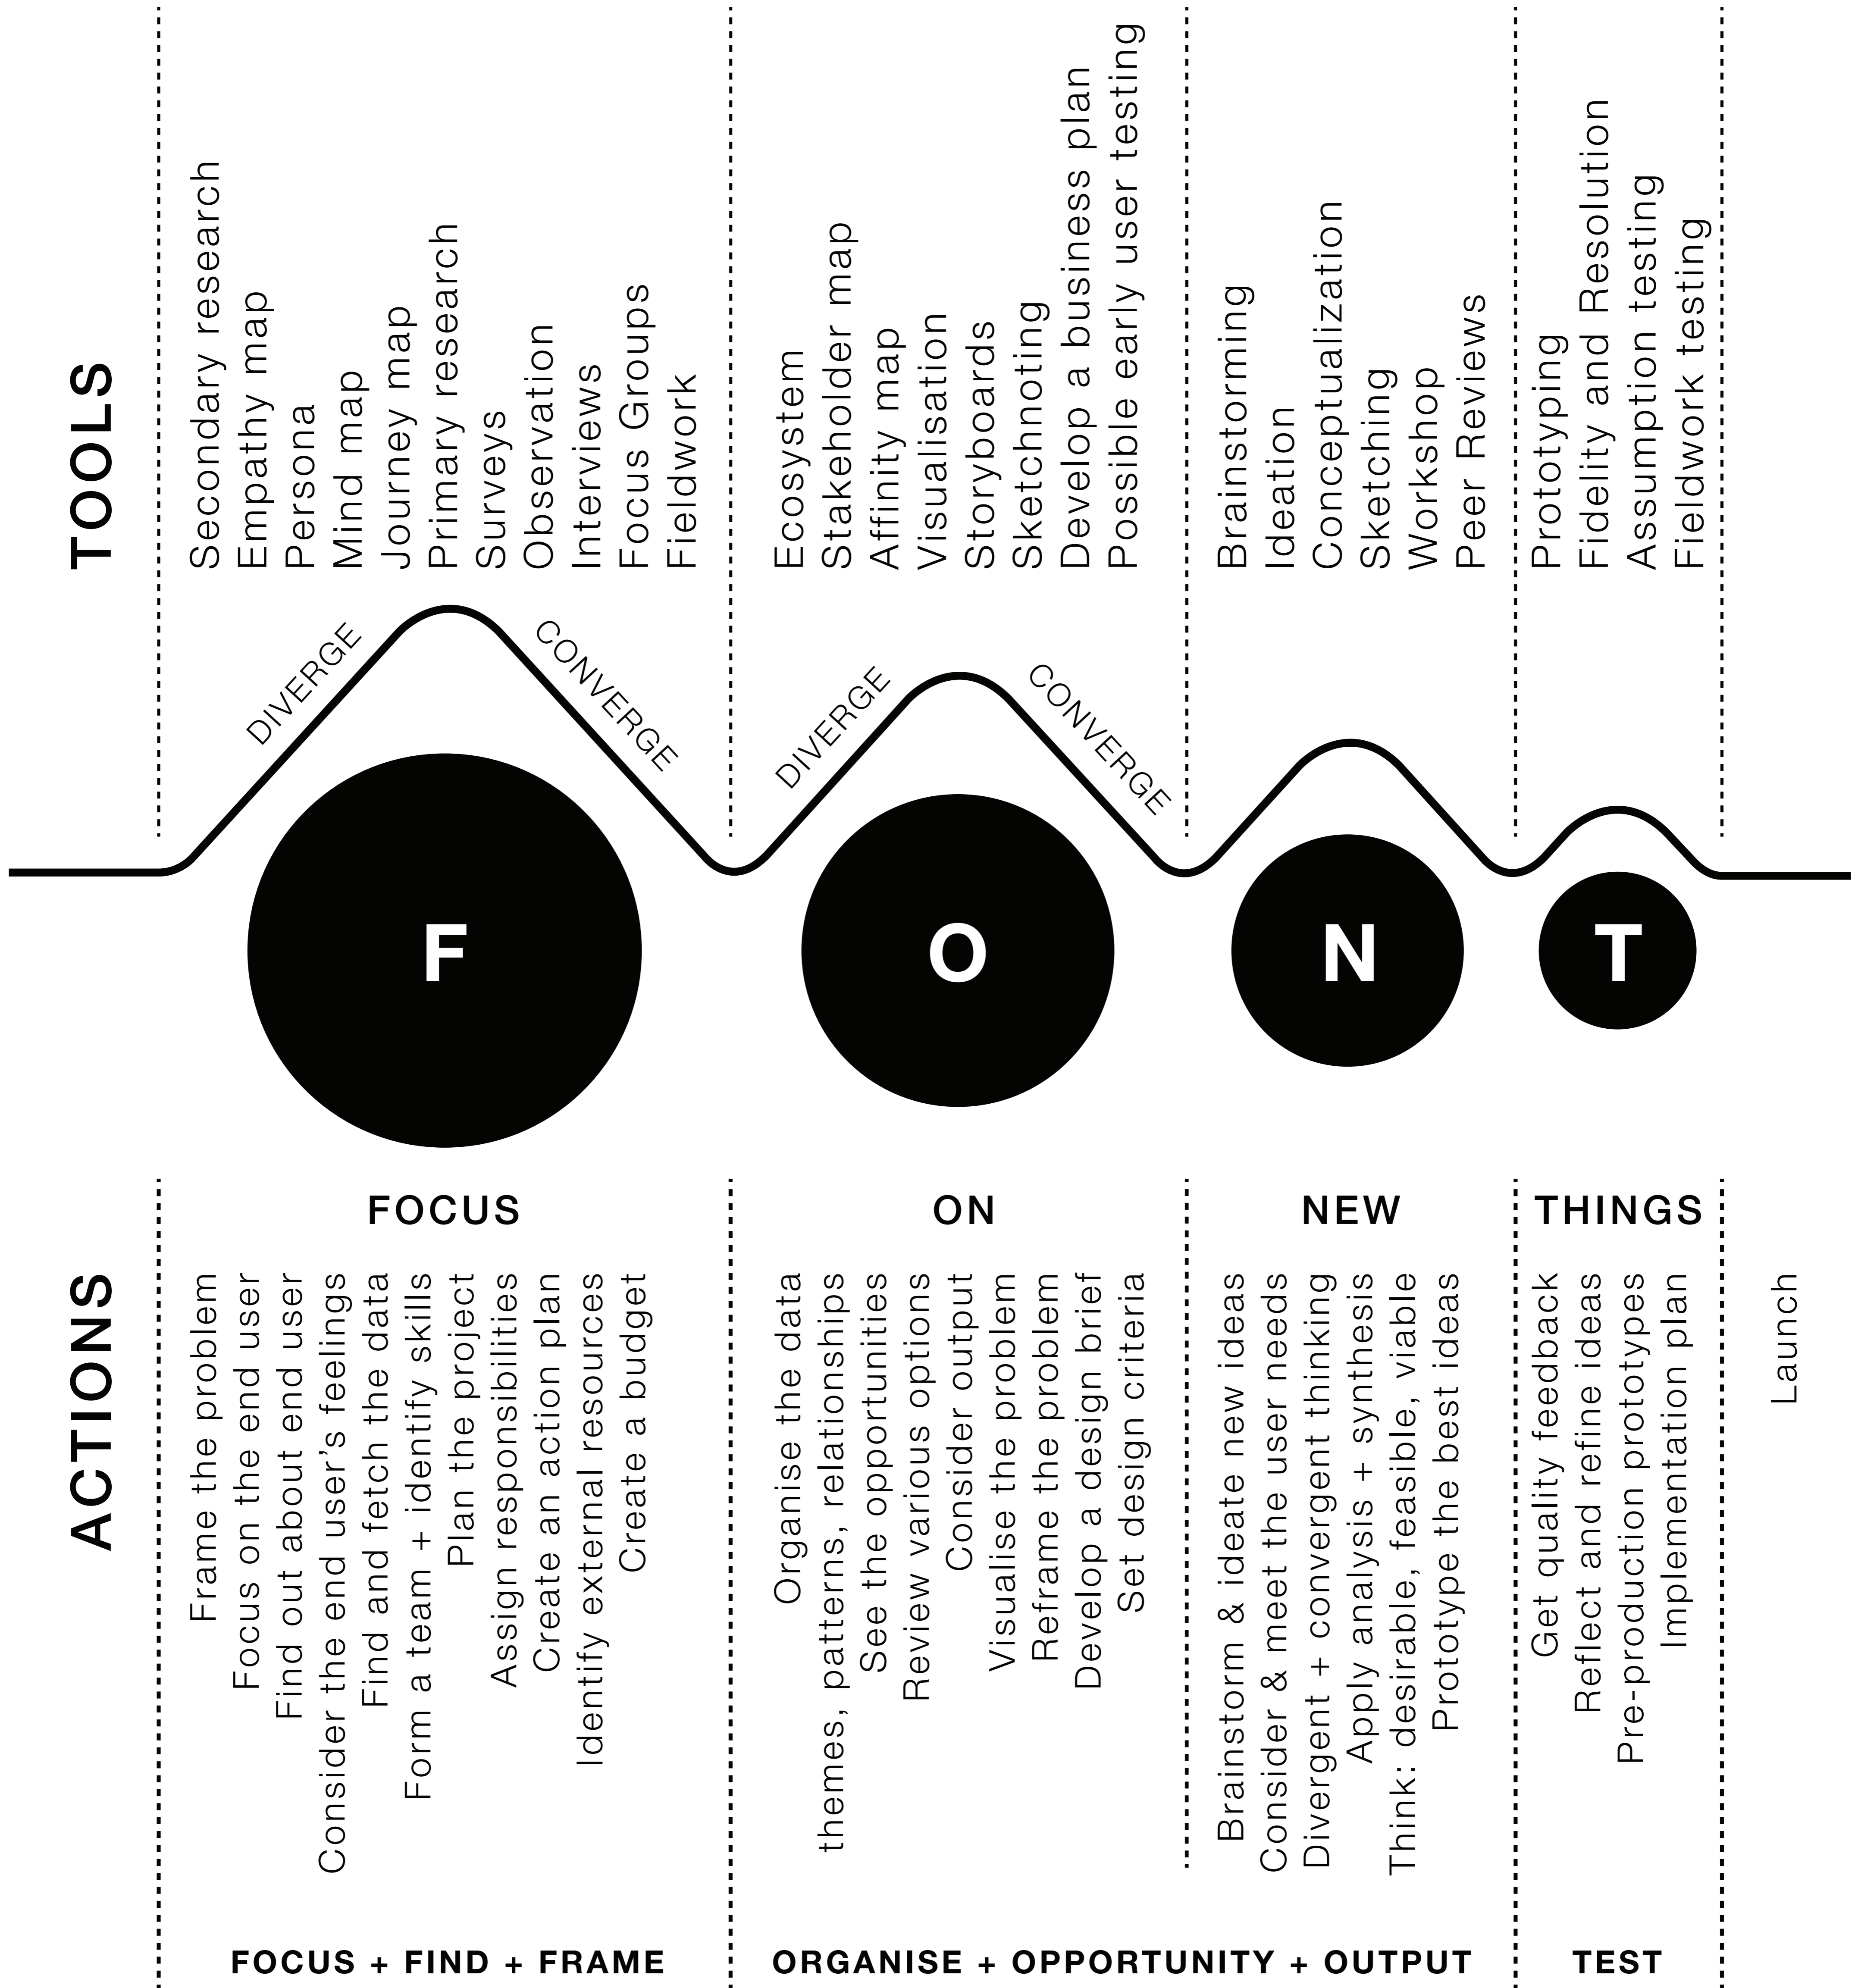 TOOLS
Secondary research
Empathy map
Persona
Mind map
Journey map
Primary research
Surveys
Observation
Interviews
Focus Groups
Fieldwork
Ecosystem
Stakeholder map
Affinity map
Visualisation
Storyboards
Sketchnoting
Develop a business plan
Possible early user testing
Brainstorming
Ideation
Conceptualization
Sketching
Workshop
Peer Reviews
Prototyping
Fidelity and Resolution
Assumption testing
Fieldwork testing
DIVERGE
CONVERGE
DIVERGE
CONVERGE
F
O
N
T
FOCUS
ON
NEW
THINGS
ACTIONS
Frame the problem
Focus on the end user
Find out about end user
Consider the end user's feelings
Find and fetch the data
Form a team + identify skills
Plan the project
Assign responsibilities
Create an action plan
Identify external resources
Create a budget
Organise the data
themes, patterns, relationships
See the opportunities
Review various options
Consider output
Visualise the problem
Reframe the problem
Develop a design brief
Set design criteria
Brainstorm & ideate new ideas
Consider & meet the user needs
Divergent + convergent thinking
Apply analysis + synthesis
Think: desirable, feasible, viable
Prototype the best ideas
Get quality feedback
Reflect and refine ideas
Pre-production prototypes
Implementation plan
Launch
FOCUS + FIND + FRAME
ORGANISE + OPPORTUNITY + OUTPUT
TEST